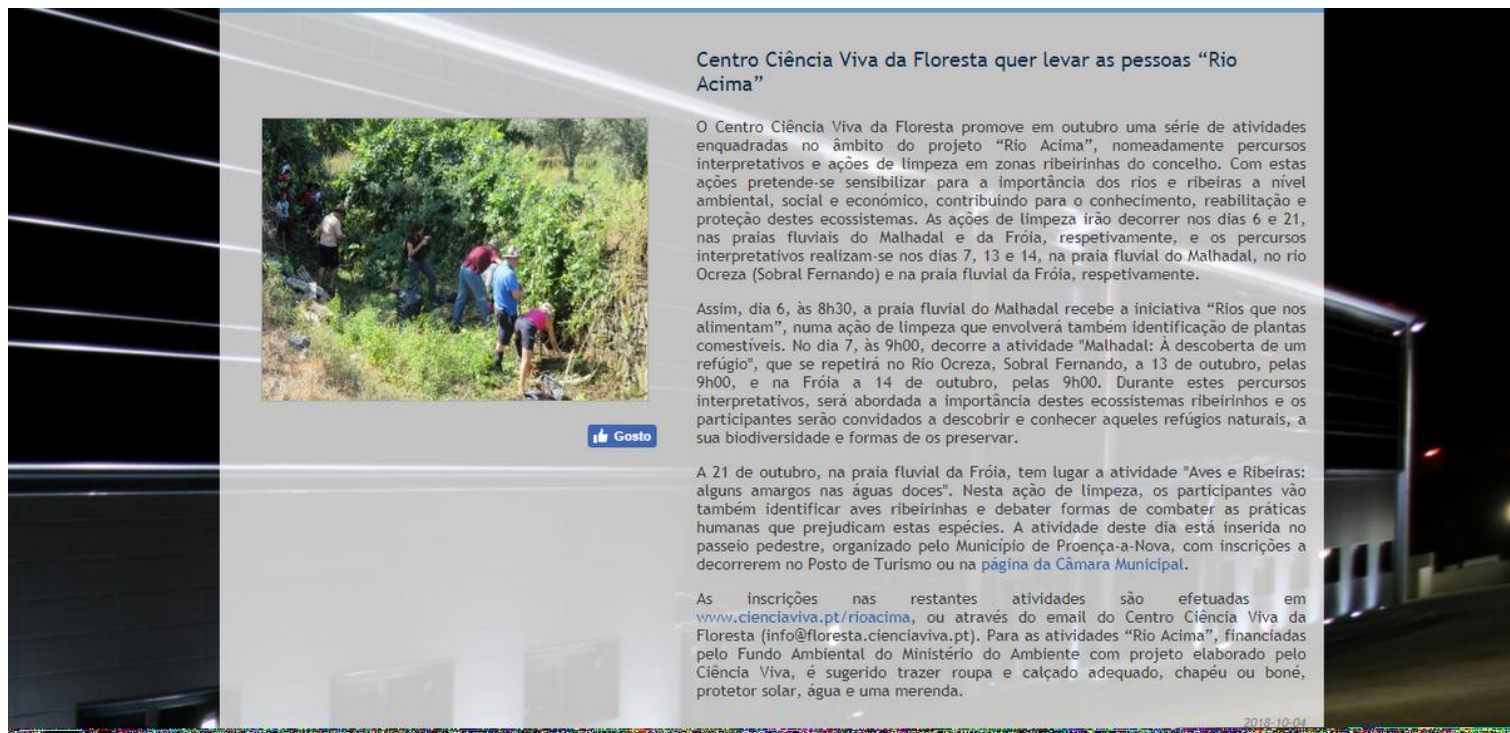 Centro Ciência Viva da Floresta quer levar as pessoas “Rio
Acima”
O Centro Ciência Viva da Floresta promove em outubro uma série de atividades
enquadradas no âmbito do projeto “Rio Acima”, nomeadamente percursos
interpretativos e ações de limpeza em zonas ribeirinhas do concelho. Com estas
ações pretende-se sensibilizar para a importância dos rios e ribeiras a nível
ambiental, social e económico, contribuindo para o conhecimento, reabilitação e
proteção destes ecossistemas. As ações de limpeza irão decorrer nos dias 6 e 21,
nas praias fluviais do Malhadal e da Fróia, respetivamente, e os percursos
interpretativos realizam-se nos dias 7, 13 e 14, na praia fluvial do Malhadal, no rio
Ocreza (Sobral Fernando) e na praia fluvial da Fróia, respetivamente.
Assim, dia 6, às 8h30, a praia fluvial do Malhadal recebe a iniciativa “Rios que nos
alimentam”, numa ação de limpeza que envolverá também identificação de plantas
comestíveis. No dia 7, às 9h00, decorre a atividade "Malhadal: À descoberta de um
refúgio", que se repetirá no Rio Ocreza, Sobral Fernando, a 13 de outubro, pelas
9h00, e na Fróia a 14 de outubro, pelas 9h00. Durante estes percursos
interpretativos, será abordada a importância destes ecossistemas ribeirinhos e os
participantes serão convidados a descobrir e conhecer aqueles refúgios naturais, a
sua biodiversidade e formas de os preservar.
Gosto
A 21 de outubro, na praia fluvial da Fróia, tem lugar a atividade "Aves e Ribeiras:
alguns amargos nas águas doces". Nesta ação de limpeza, os participantes vão
também identificar aves ribeirinhas e debater formas de combater as práticas
humanas que prejudicam estas espécies. A atividade deste dia está inserida no
passeio pedestre, organizado pelo Município de Proença-a-Nova, com inscrições a
decorrerem no Posto de Turismo ou na página da Câmara Municipal.
As inscrições nas restantes atividades são efetuadas em
www.cienciaviva.pt/rioacima, ou através do email do Centro Ciência Viva da
Floresta (info@floresta.cienciaviva.pt). Para as atividades “Rio Acima”, financiadas
pelo Fundo Ambiental do Ministério do Ambiente com projeto elaborado pelo
Ciência Viva, é sugerido trazer roupa e calçado adequado, chapéu ou boné,
protetor solar, água e uma merenda.
2018-10-04